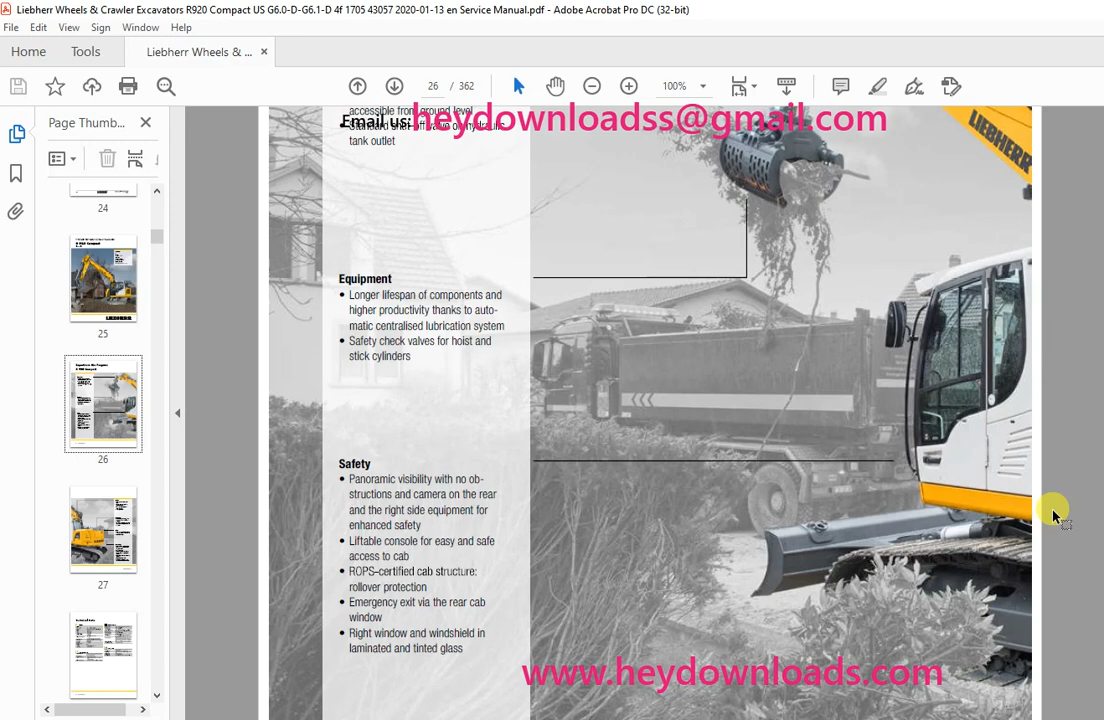 Liebherr Wheels & Crawler Excavators R920 Compact US G6.0-D-G6.1-D 4f 1705 43057 2020-01-13 en Service Manual.pdf - Adobe Acrobat Pro DC (32-bit)
File Edit View Sign Window Help
Home Tools Liebherr Wheels & ... ×
26 / 362 100%
Page Thumb...
24
25
26
27
accessible from ground level
Email us: heydownloadss@gmail.com
tank outlet
LIEBHERR
Equipment
• Longer lifespan of components and
higher productivity thanks to auto-
matic centralised lubrication system
• Safety check valves for hoist and
stick cylinders
Safety
• Panoramic visibility with no ob-
structions and camera on the rear
and the right side equipment for
enhanced safety
• Liftable console for easy and safe
access to cab
• ROPS–certified cab structure:
rollover protection
• Emergency exit via the rear cab
window
• Right window and windshield in
laminated and tinted glass
www.heydownloads.com